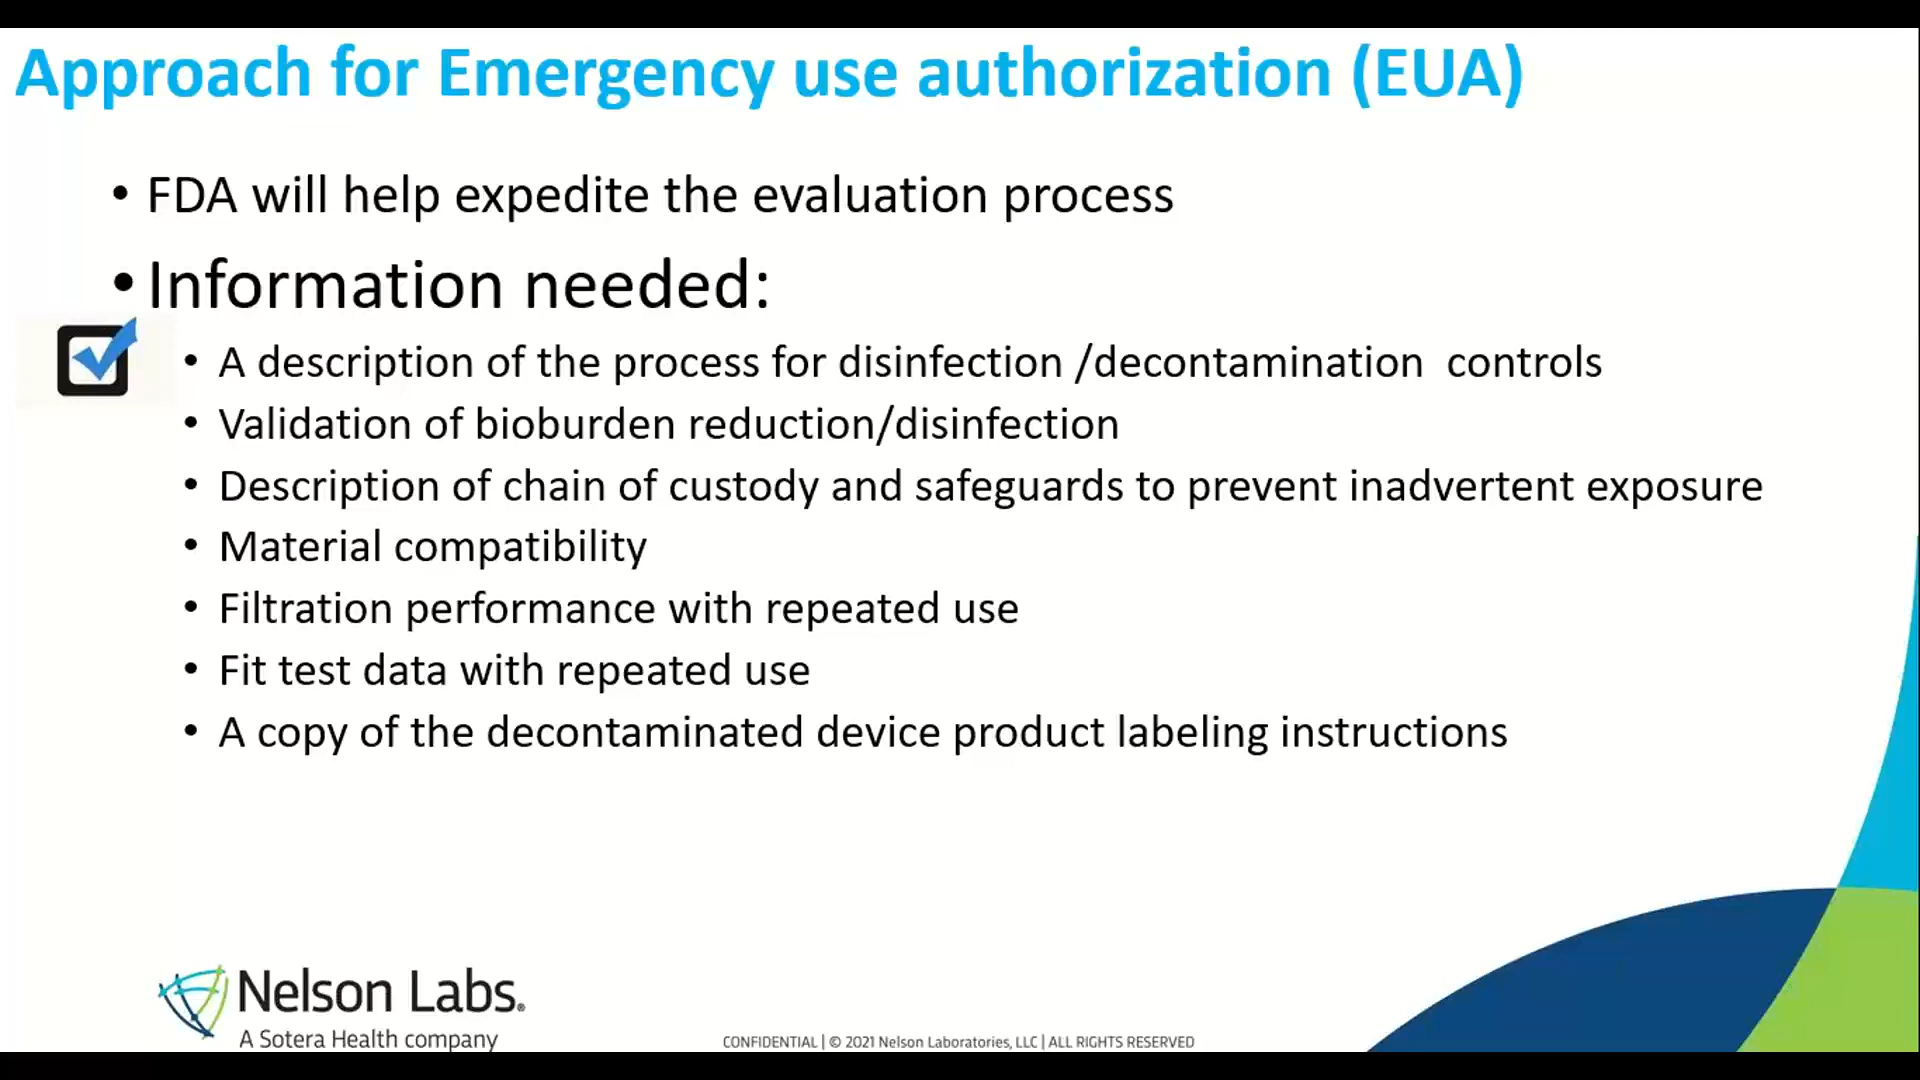 Approach for Emergency use authorization (EUA)
• FDA will help expedite the evaluation process
• Information needed:
• A description of the process for disinfection /decontamination  controls
• Validation of bioburden reduction/disinfection
• Description of chain of custody and safeguards to prevent inadvertent exposure
• Material compatibility
• Filtration performance with repeated use
• Fit test data with repeated use
• A copy of the decontaminated device product labeling instructions
Nelson Labs®
A Sotera Health company
CONFIDENTIAL | © 2021 Nelson Laboratories, LLC | ALL RIGHTS RESERVED